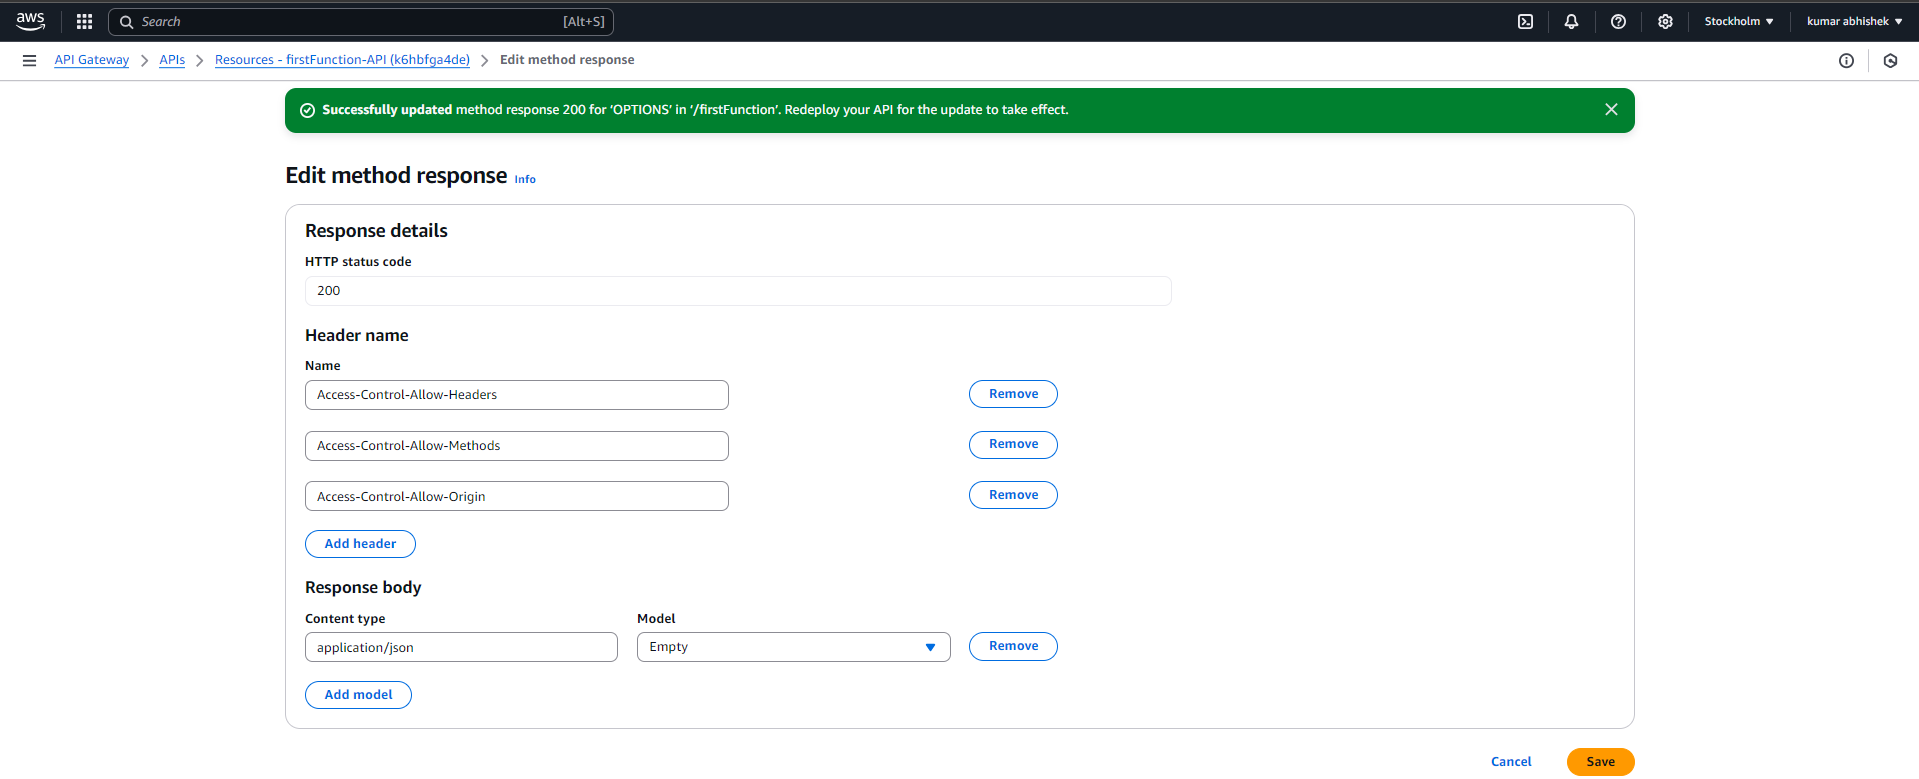 aws
Search [Alt+S]
Stockholm
kumar abhishek
API Gateway
APIs
Resources - firstFunction-API (k6hbfga4de)
Edit method response
Successfully updated method response 200 for ‘OPTIONS’ in ‘/firstFunction’. Redeploy your API for the update to take effect.
Edit method response Info
Response details
HTTP status code
200
Header name
Name
Access-Control-Allow-Headers
Remove
Access-Control-Allow-Methods
Remove
Access-Control-Allow-Origin
Remove
Add header
Response body
Content type
Model
application/json
Empty
Remove
Add model
Cancel
Save